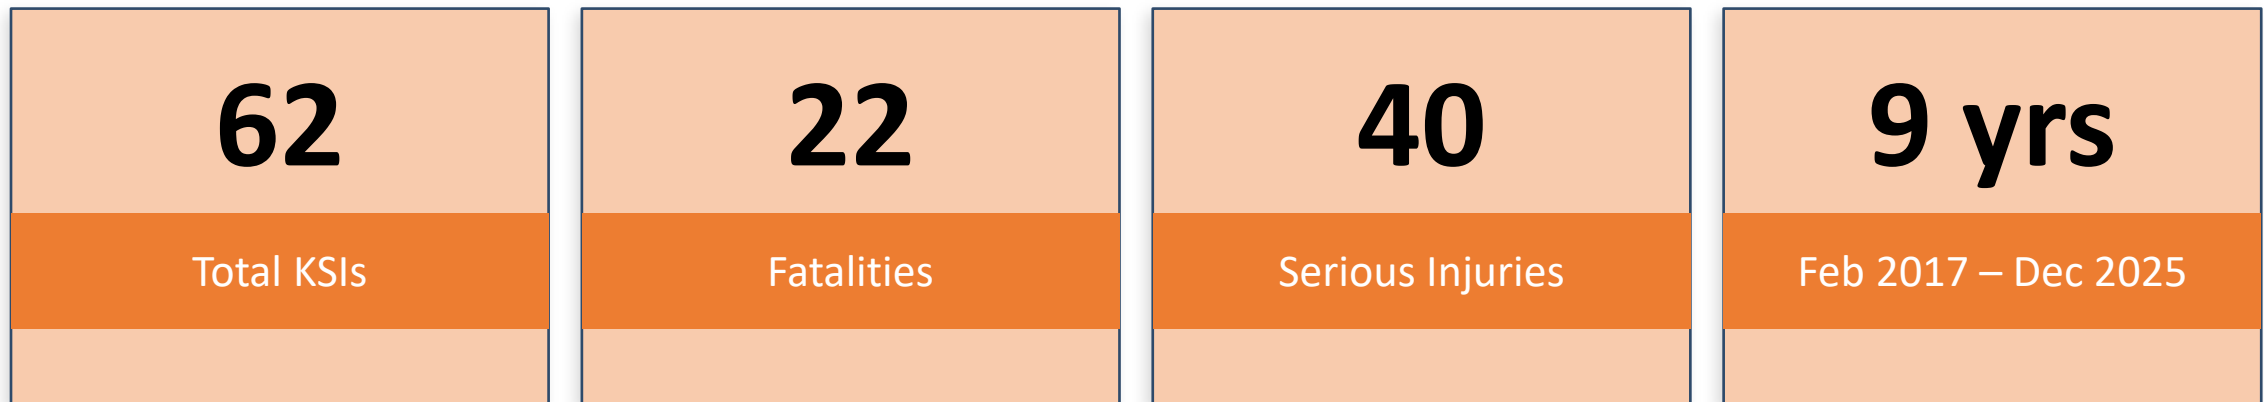 62
Total KSIs
22
Fatalities
40
Serious Injuries
9 yrs
Feb 2017 – Dec 2025